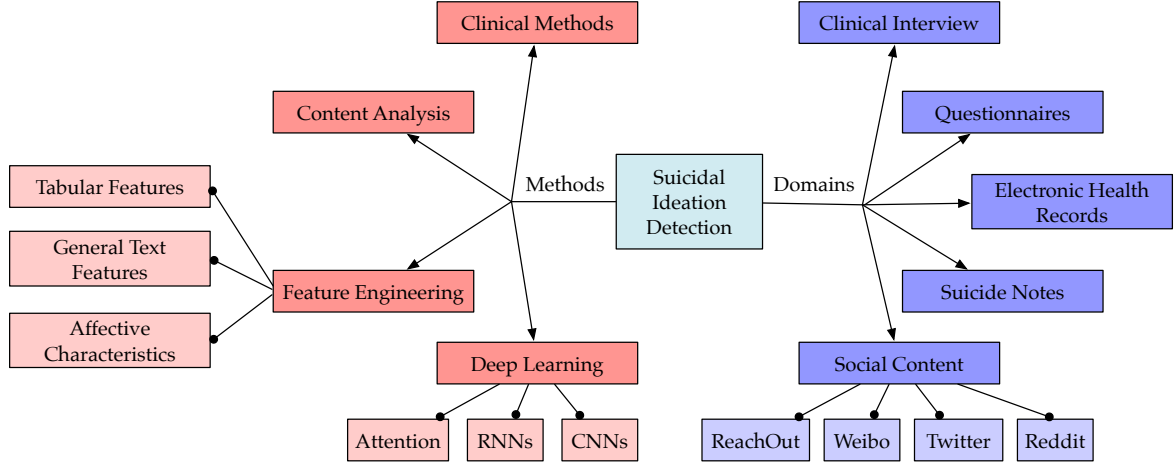 Clinical Methods
Clinical Interview
Content Analysis
Questionnaires
Tabular Features
Methods
Suicidal
Ideation
Detection
Domains
Electronic Health
Records
General Text
Features
Feature Engineering
Suicide Notes
Affective
Characteristics
Deep Learning
Social Content
Attention
RNNs
CNNs
ReachOut
Weibo
Twitter
Reddit